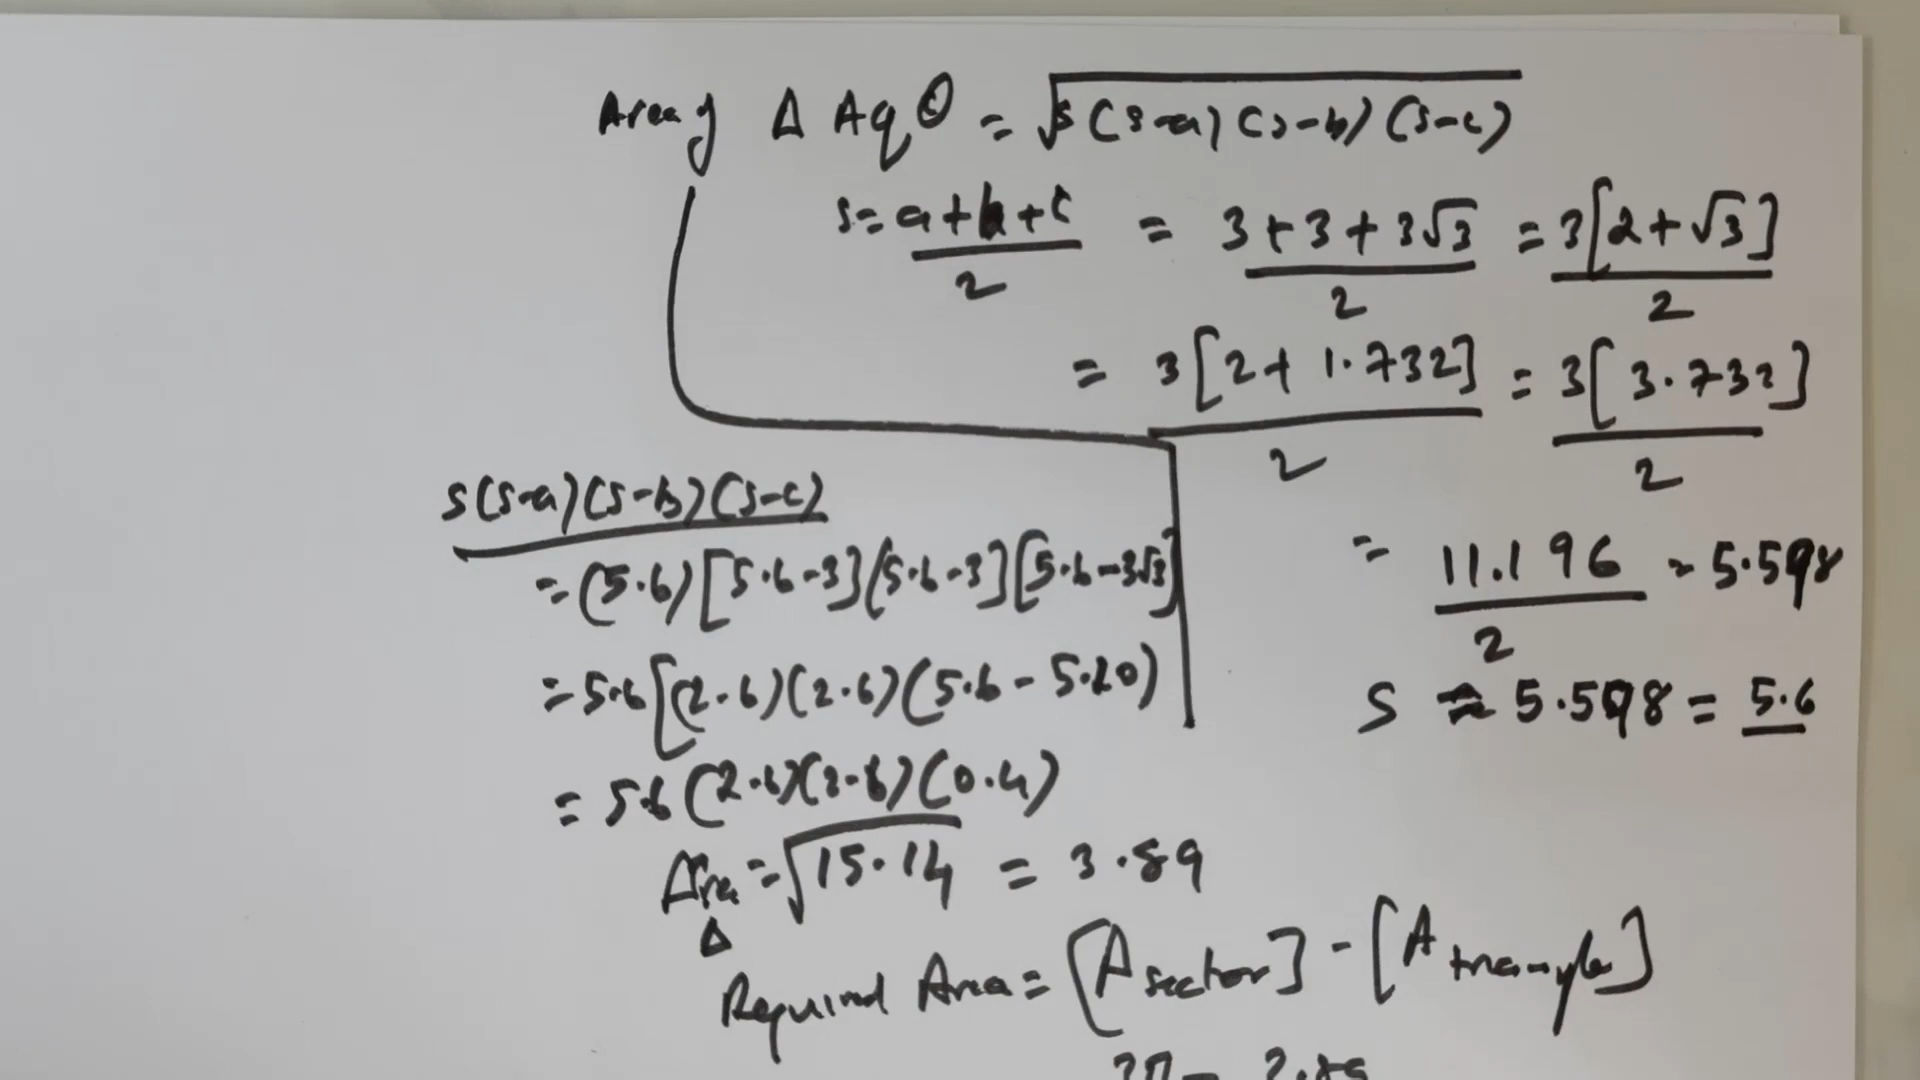 Area of Δ AqO = √s(s-a)(s-b)(s-c)
s = a+b+c/2 = 3+3+3√3/2 = 3[2+√3]/2
= 3[2+1.732]/2 = 3[3.732]/2
= 11.196/2 = 5.598
S ≈ 5.598 = 5.6
s(s-a)(s-b)(s-c)
= (5.6)[5.6-3][5.6-3][5.6-3√3]
= 5.6[(2.6)(2.6)(5.6-5.20)
= 5.6(2.6)(2.6)(0.4)
Area Δ = √15.14 = 3.89
Required Area = [A sector] - [A triangle]